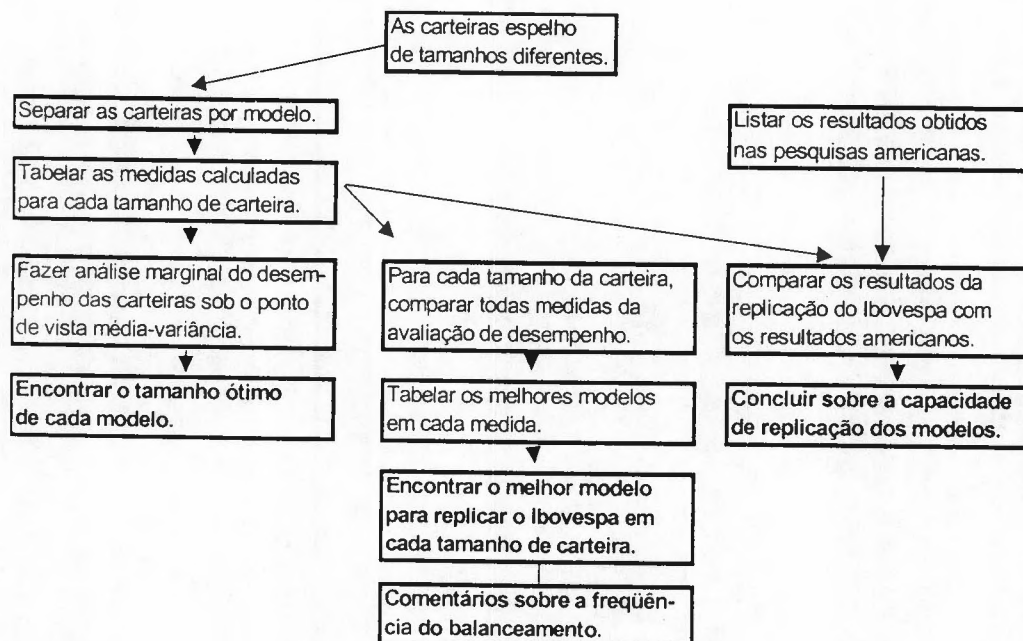 As carteiras espelho
de tamanhos diferentes.
Separar as carteiras por modelo.
Tabelar as medidas calculadas
para cada tamanho de carteira.
Fazer análise marginal do desem-
penho das carteiras sob o ponto
de vista média-variância.
Encontrar o tamanho ótimo
de cada modelo.
Para cada tamanho da carteira,
comparar todas medidas da
avaliação de desempenho.
Tabelar os melhores modelos
em cada medida.
Encontrar o melhor modelo
para replicar o Ibovespa em
cada tamanho de carteira.
Comentários sobre a freqüên-
cia do balanceamento.
Listar os resultados obtidos
nas pesquisas americanas.
Comparar os resultados da
replicação do Ibovespa com
os resultados americanos.
Concluir sobre a capacidade
de replicação dos modelos.